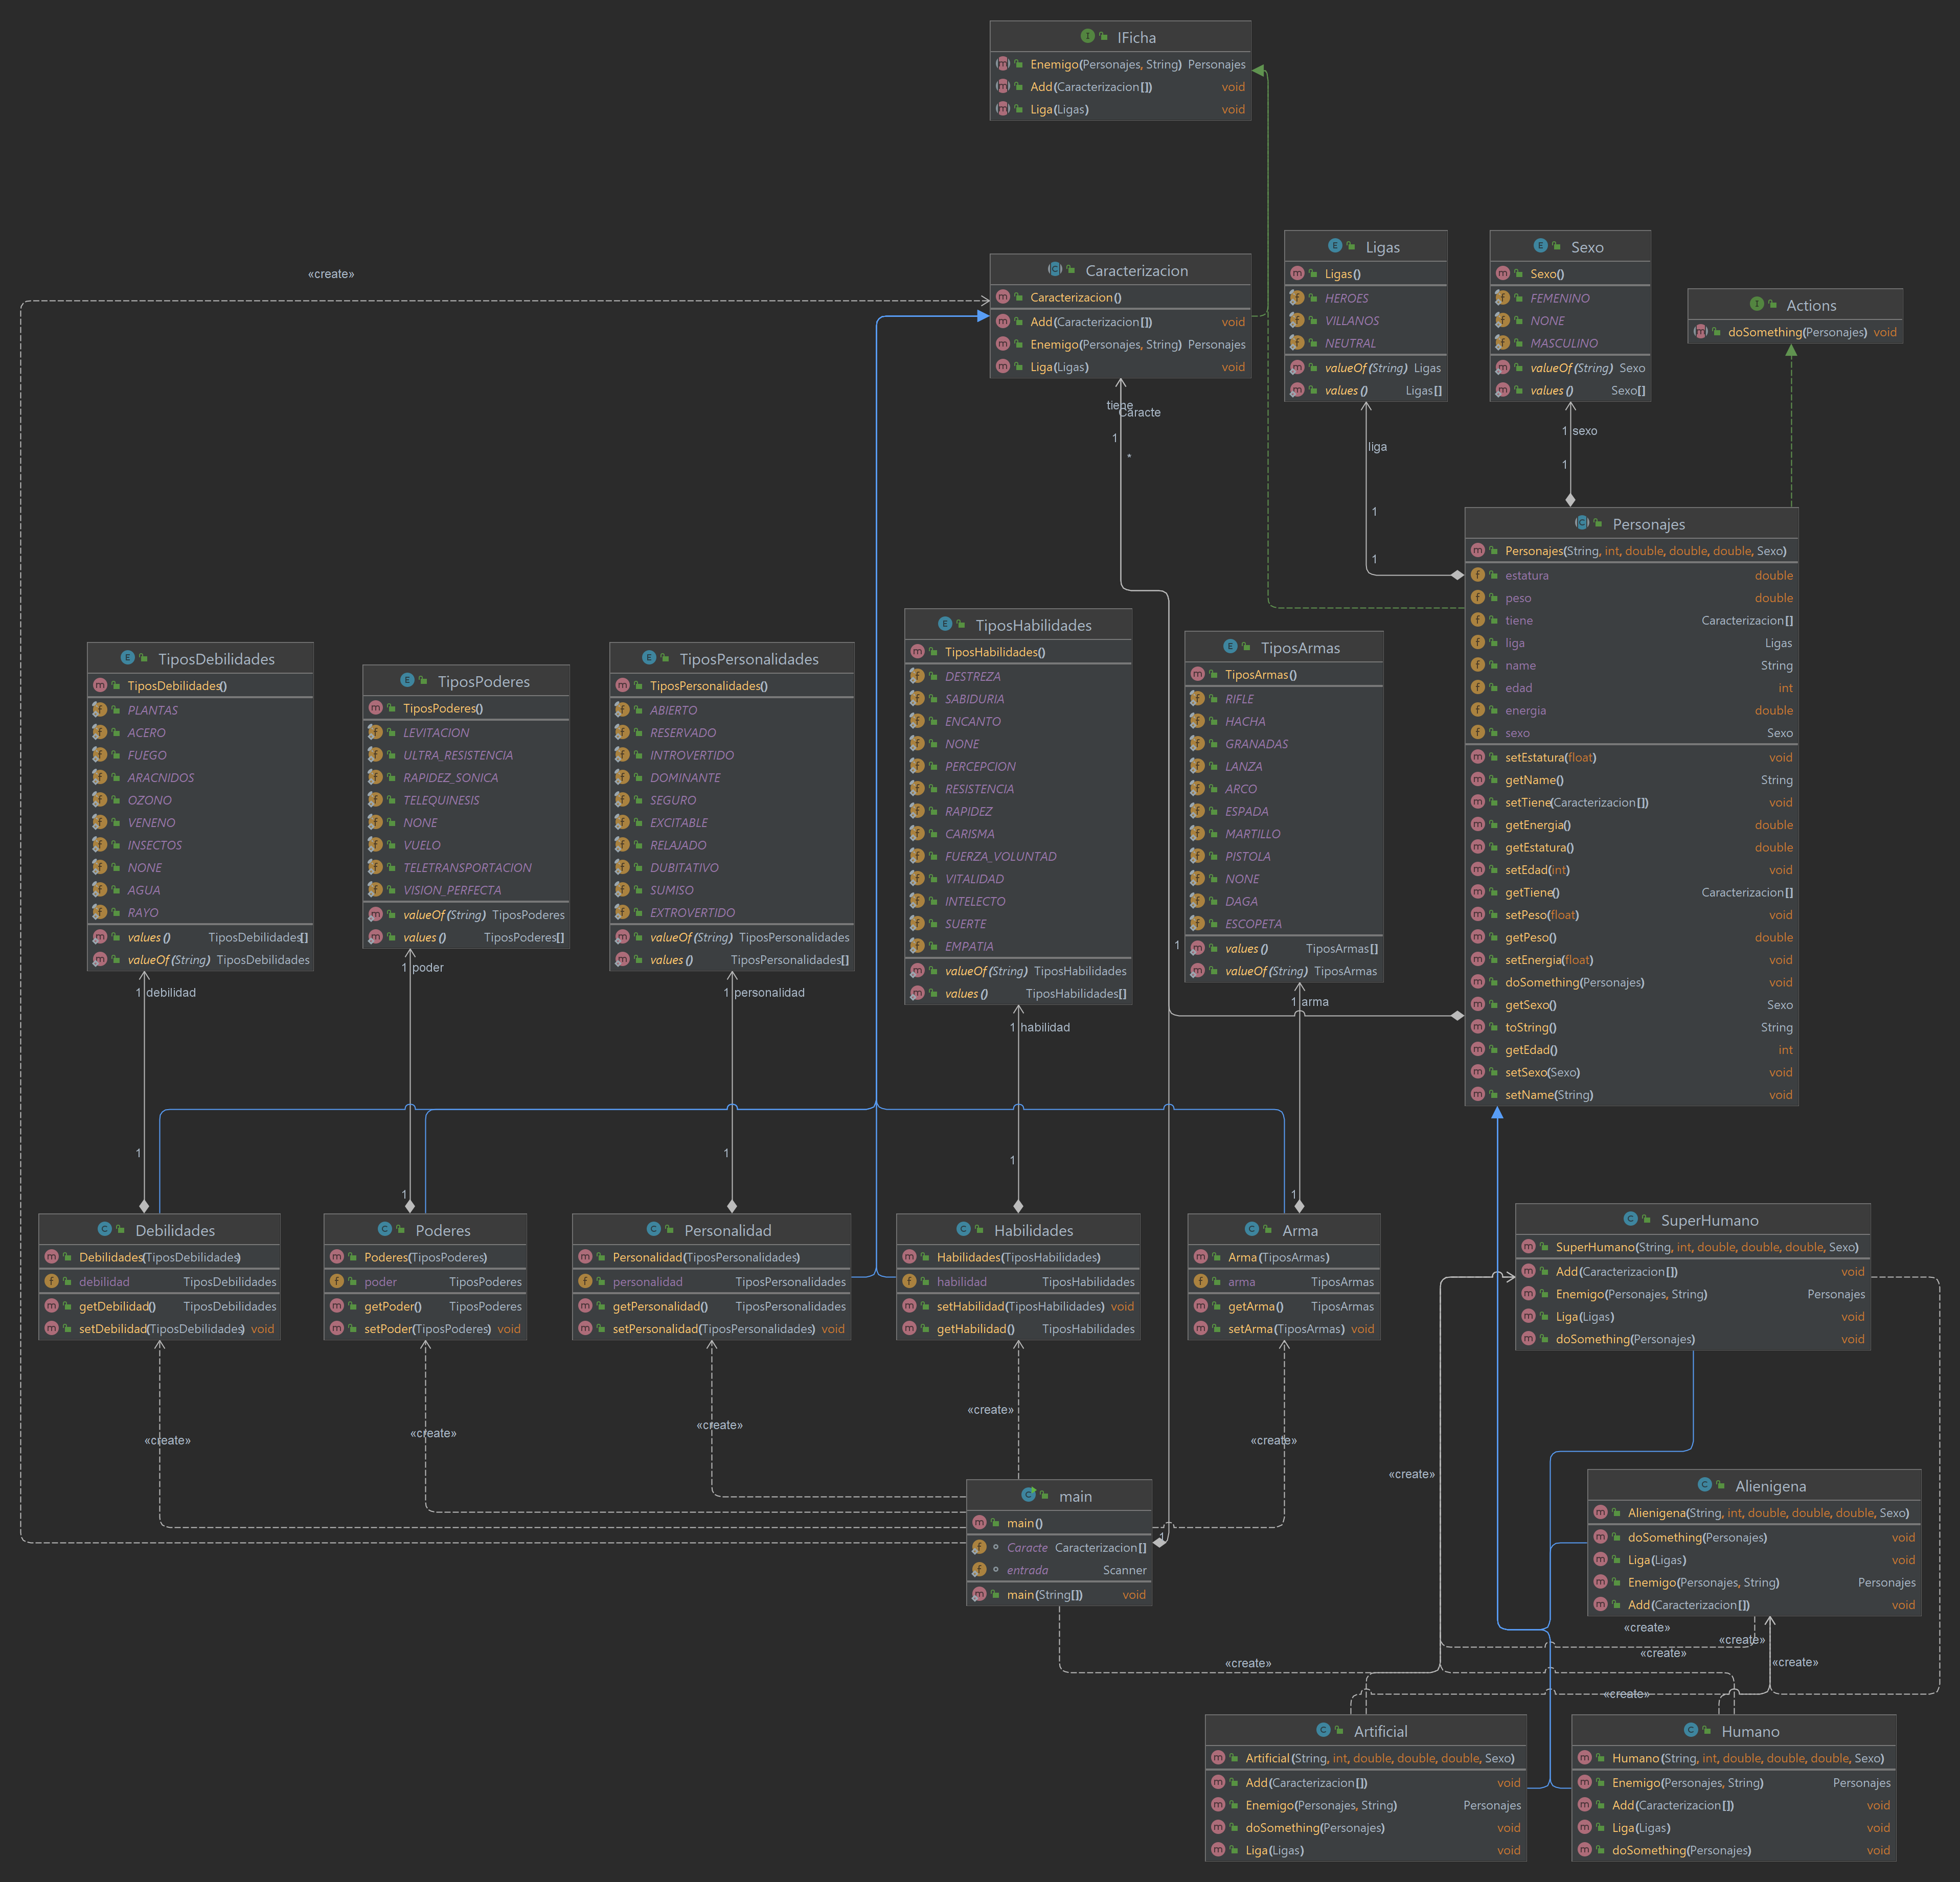 IFicha
Enemigo(Personajes, String) Personajes
Add(Caracterizacion[]) void
Liga(Ligas) void
«create»
Caracterizacion
Caracterizacion()
Add(Caracterizacion[]) void
Enemigo(Personajes, String) Personajes
Liga(Ligas) void
tiene
Caracte
1
*
Ligas
Ligas()
HEROES
VILLANOS
NEUTRAL
valueOf(String) Ligas
values() Ligas[]
liga
1
1
Sexo
Sexo()
FEMENINO
NONE
MASCULINO
valueOf(String) Sexo
values() Sexo[]
1 sexo
1
Actions
doSomething(Personajes) void
Personajes
Personajes(String, int, double, double, double, Sexo)
estatura double
peso double
tiene Caracterizacion[]
liga Ligas
name String
edad int
energia double
sexo Sexo
setEstatura(float) void
getName() String
setTiene(Caracterizacion[]) void
getEnergia() double
getEstatura() double
setEdad(int) void
getTiene() Caracterizacion[]
setPeso(float) void
getPeso() double
setEnergia(float) void
doSomething(Personajes) void
getSexo() Sexo
toString() String
getEdad() int
setSexo(Sexo) void
setName(String) void
TiposDebilidades
TiposDebilidades()
PLANTAS
ACERO
FUEGO
ARACNIDOS
OZONO
VENENO
INSECTOS
NONE
AGUA
RAYO
values() TiposDebilidades[]
valueOf(String) TiposDebilidades
1 debilidad
1
TiposPoderes
TiposPoderes()
LEVITACION
ULTRA_RESISTENCIA
RAPIDEZ_SONICA
TELEQUINESIS
NONE
VUELO
TELETRANSPORTACION
VISION_PERFECTA
valueOf(String) TiposPoderes
values() TiposPoderes[]
1 poder
1
TiposPersonalidades
TiposPersonalidades()
ABIERTO
RESERVADO
INTROVERTIDO
DOMINANTE
SEGURO
EXCITABLE
RELAJADO
DUBITATIVO
SUMISO
EXTROVERTIDO
valueOf(String) TiposPersonalidades
values() TiposPersonalidades[]
1 personalidad
1
TiposHabilidades
TiposHabilidades()
DESTREZA
SABIDURIA
ENCANTO
NONE
PERCEPCION
RESISTENCIA
RAPIDEZ
CARISMA
FUERZA_VOLUNTAD
VITALIDAD
INTELECTO
SUERTE
EMPATIA
valueOf(String) TiposHabilidades
values() TiposHabilidades[]
1 habilidad
1
TiposArmas
TiposArmas()
RIFLE
HACHA
GRANADAS
LANZA
ARCO
ESPADA
MARTILLO
PISTOLA
NONE
DAGA
ESCOPETA
values() TiposArmas[]
valueOf(String) TiposArmas
1
1 arma
1
Debilidades
Debilidades(TiposDebilidades)
debilidad TiposDebilidades
getDebilidad() TiposDebilidades
setDebilidad(TiposDebilidades) void
Poderes
Poderes(TiposPoderes)
poder TiposPoderes
getPoder() TiposPoderes
setPoder(TiposPoderes) void
Personalidad
Personalidad(TiposPersonalidades)
personalidad TiposPersonalidades
getPersonalidad() TiposPersonalidades
setPersonalidad(TiposPersonalidades) void
Habilidades
Habilidades(TiposHabilidades)
habilidad TiposHabilidades
setHabilidad(TiposHabilidades) void
getHabilidad() TiposHabilidades
Arma
Arma(TiposArmas)
arma TiposArmas
getArma() TiposArmas
setArma(TiposArmas) void
SuperHumano
SuperHumano(String, int, double, double, double, Sexo)
Add(Caracterizacion[]) void
Enemigo(Personajes, String) Personajes
Liga(Ligas) void
doSomething(Personajes) void
«create»
«create»
«create»
«create»
«create»
«create»
main
main()
Caracte Caracterizacion[]
entrada Scanner
main(String[]) void
1
Alienigena
Alienigena(String, int, double, double, double, Sexo)
doSomething(Personajes) void
Liga(Ligas) void
Enemigo(Personajes, String) Personajes
Add(Caracterizacion[]) void
«create»
«create»
«create»
«create»
«create»
«create»
Artificial
Artificial(String, int, double, double, double, Sexo)
Add(Caracterizacion[]) void
Enemigo(Personajes, String) Personajes
doSomething(Personajes) void
Liga(Ligas) void
Humano
Humano(String, int, double, double, double, Sexo)
Enemigo(Personajes, String) Personajes
Add(Caracterizacion[]) void
Liga(Ligas) void
doSomething(Personajes) void